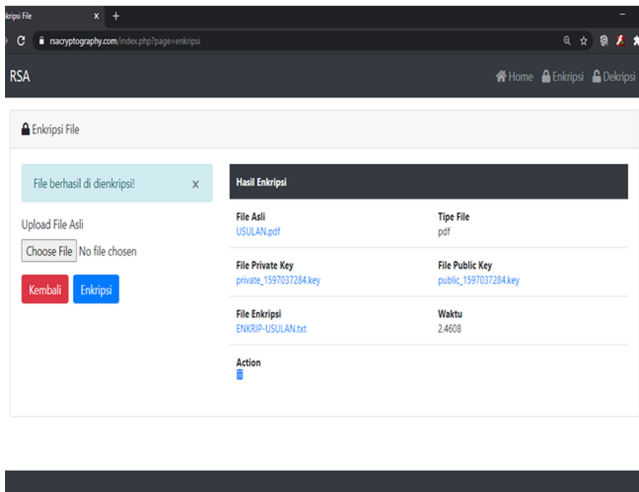 kripsi File x +
rsacryptography.com/index.php?page=enkripsi
RSA
Home Enkripsi Dekripsi
Enkripsi File
File berhasil di dienkripsi! x
Upload File Asli
Choose File No file chosen
Kembali Enkripsi
Hasil Enkripsi
File Asli Tipe File
USULAN.pdf pdf
File Private Key File Public Key
private_1597037284.key public_1597037284.key
File Enkripsi Waktu
ENKRIP-USULAN.txt 2.4608
Action